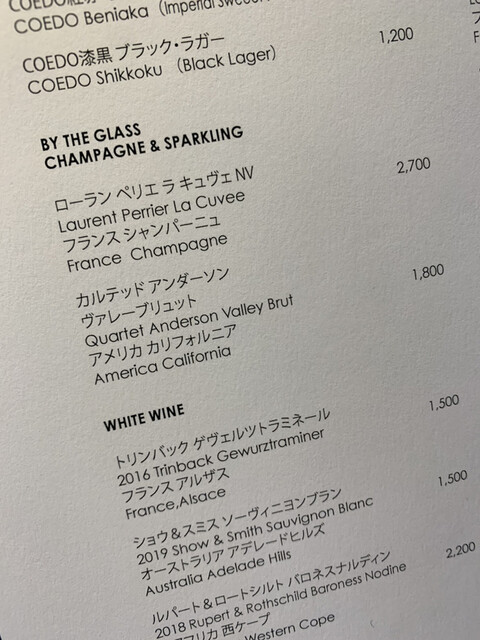 COEDO Beniaka (Imperial Sweet
COEDO漆黒 ブラック・ラガー 1,200
COEDO Shikkoku (Black Lager)
BY THE GLASS
CHAMPAGNE & SPARKLING
ローラン ペリエ ラ キュヴェ NV 2,700
Laurent Perrier La Cuvee
フランス シャンパーニュ
France Champagne
カルテッド アンダーソン 1,800
ヴァレーブリュット
Quartet Anderson Valley Brut
アメリカ カリフォルニア
America California
WHITE WINE
トリンバック ゲヴェルツトラミネール 1,500
2016 Trinback Gewurztraminer
フランス アルザス
France,Alsace
ショウ＆スミス ソーヴィニヨンブラン 1,500
2019 Show & Smith Sauvignon Blanc
オーストラリア アデレードヒルズ
Australia Adelade Hills
ルパート＆ロートシルト バロネスナルディン 2,200
2018 Rupert & Rothschild Baroness Nodine
アフリカ 西ケープ
Western Cope